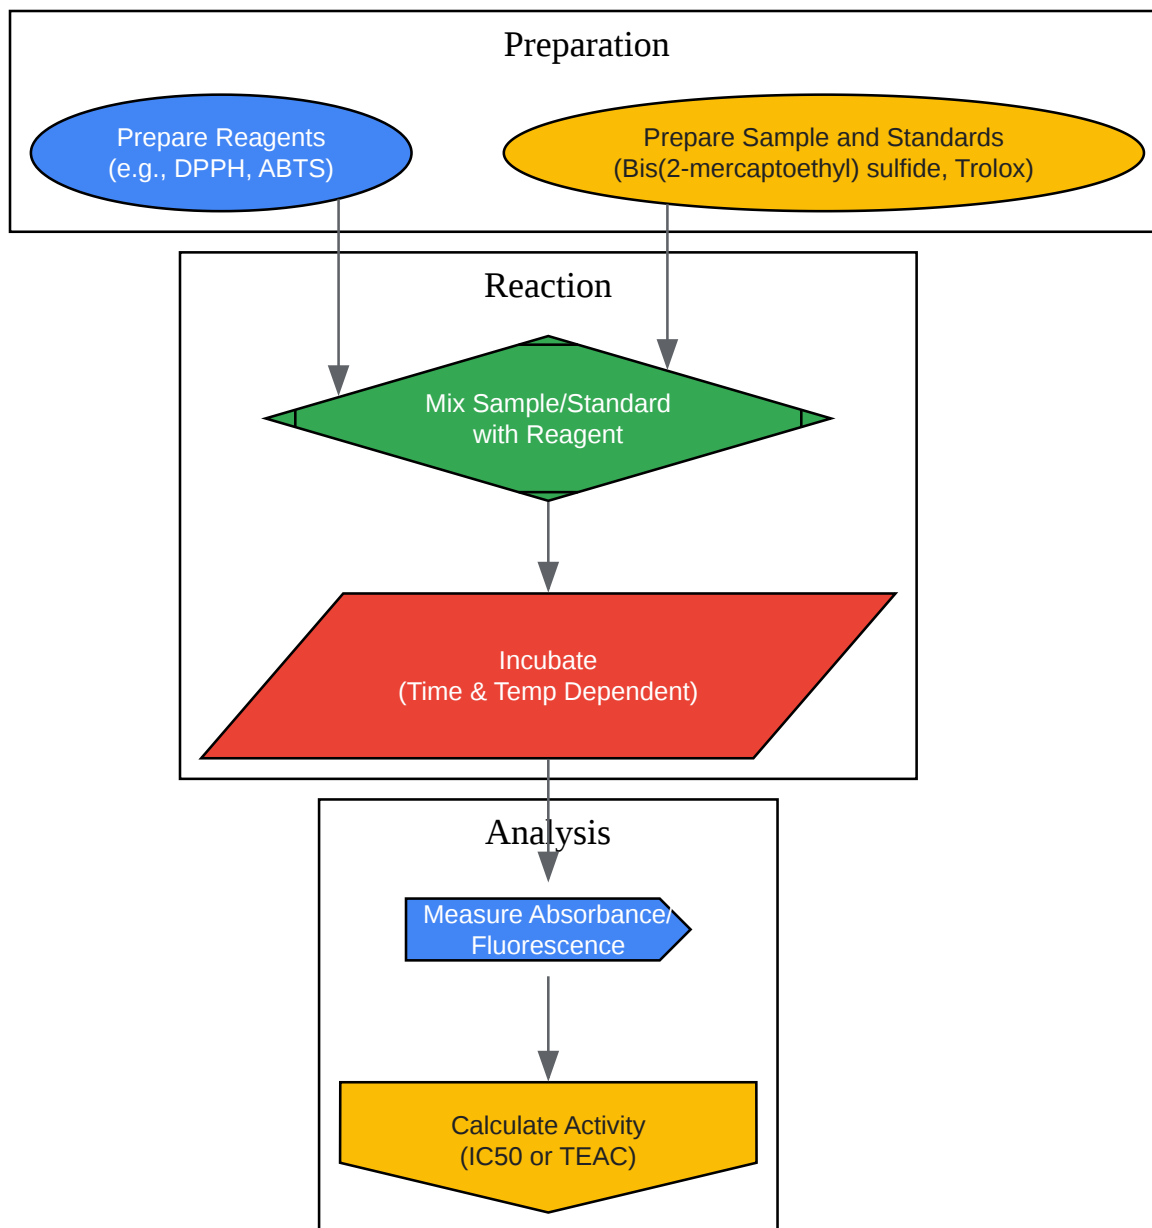 Preparation
Prepare Reagents
(e.g., DPPH, ABTS)
Prepare Sample and Standards
(Bis(2-mercaptoethyl) sulfide, Trolox)
Reaction
Mix Sample/Standard
with Reagent
Incubate
(Time & Temp Dependent)
Analysis
Measure Absorbance/
Fluorescence
Calculate Activity
(IC50 or TEAC)